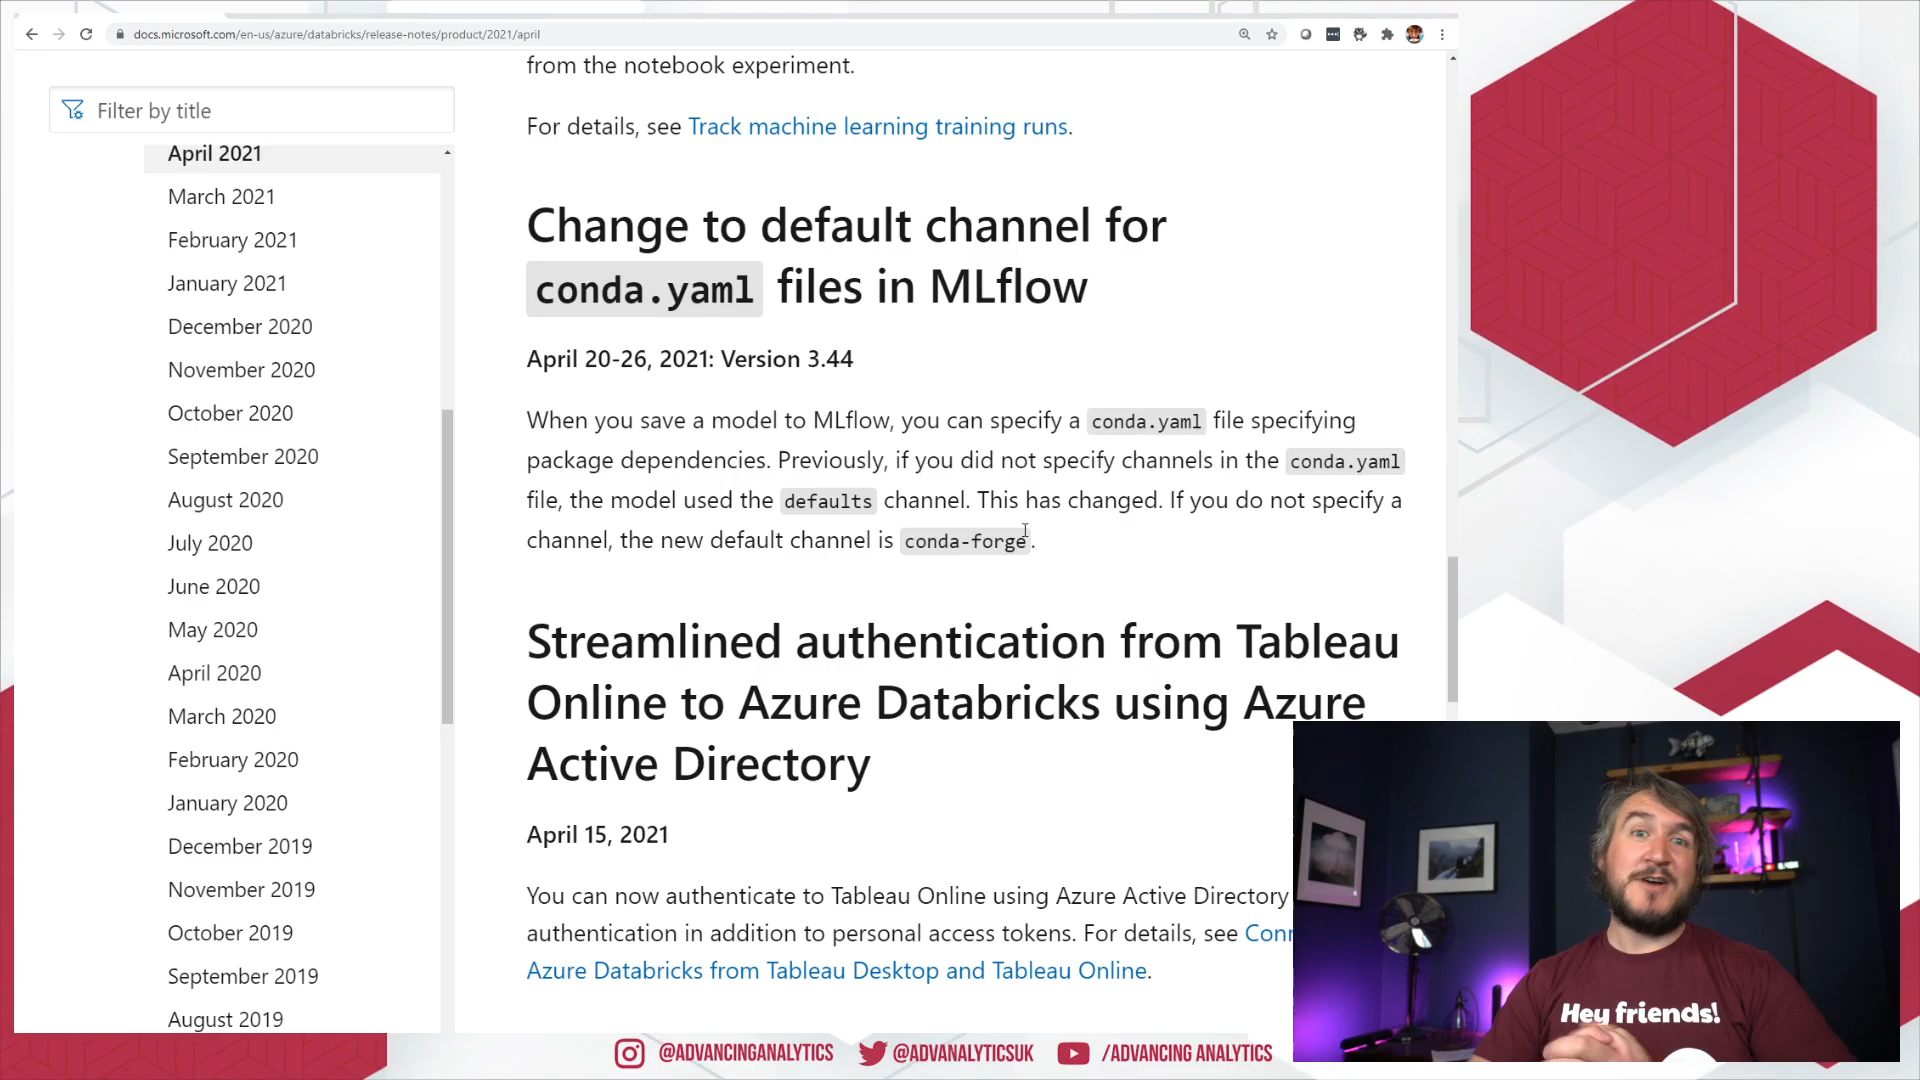 docs.microsoft.com/en-us/azure/databricks/release-notes/product/2021/april
Filter by title
April 2021
March 2021
February 2021
January 2021
December 2020
November 2020
October 2020
September 2020
August 2020
July 2020
June 2020
May 2020
April 2020
March 2020
February 2020
January 2020
December 2019
November 2019
October 2019
September 2019
August 2019
from the notebook experiment.
For details, see Track machine learning training runs.
Change to default channel for
conda.yaml files in MLflow
April 20-26, 2021: Version 3.44
When you save a model to MLflow, you can specify a conda.yaml file specifying
package dependencies. Previously, if you did not specify channels in the conda.yaml
file, the model used the defaults channel. This has changed. If you do not specify a
channel, the new default channel is conda-forge.
Streamlined authentication from Tableau
Online to Azure Databricks using Azure
Active Directory
April 15, 2021
You can now authenticate to Tableau Online using Azure Active Directory
authentication in addition to personal access tokens. For details, see Conn
Azure Databricks from Tableau Desktop and Tableau Online.
Hey friends!
@ADVANCINGANALYTICS
@ADVANALYTICSUK
/ADVANCING ANALYTICS